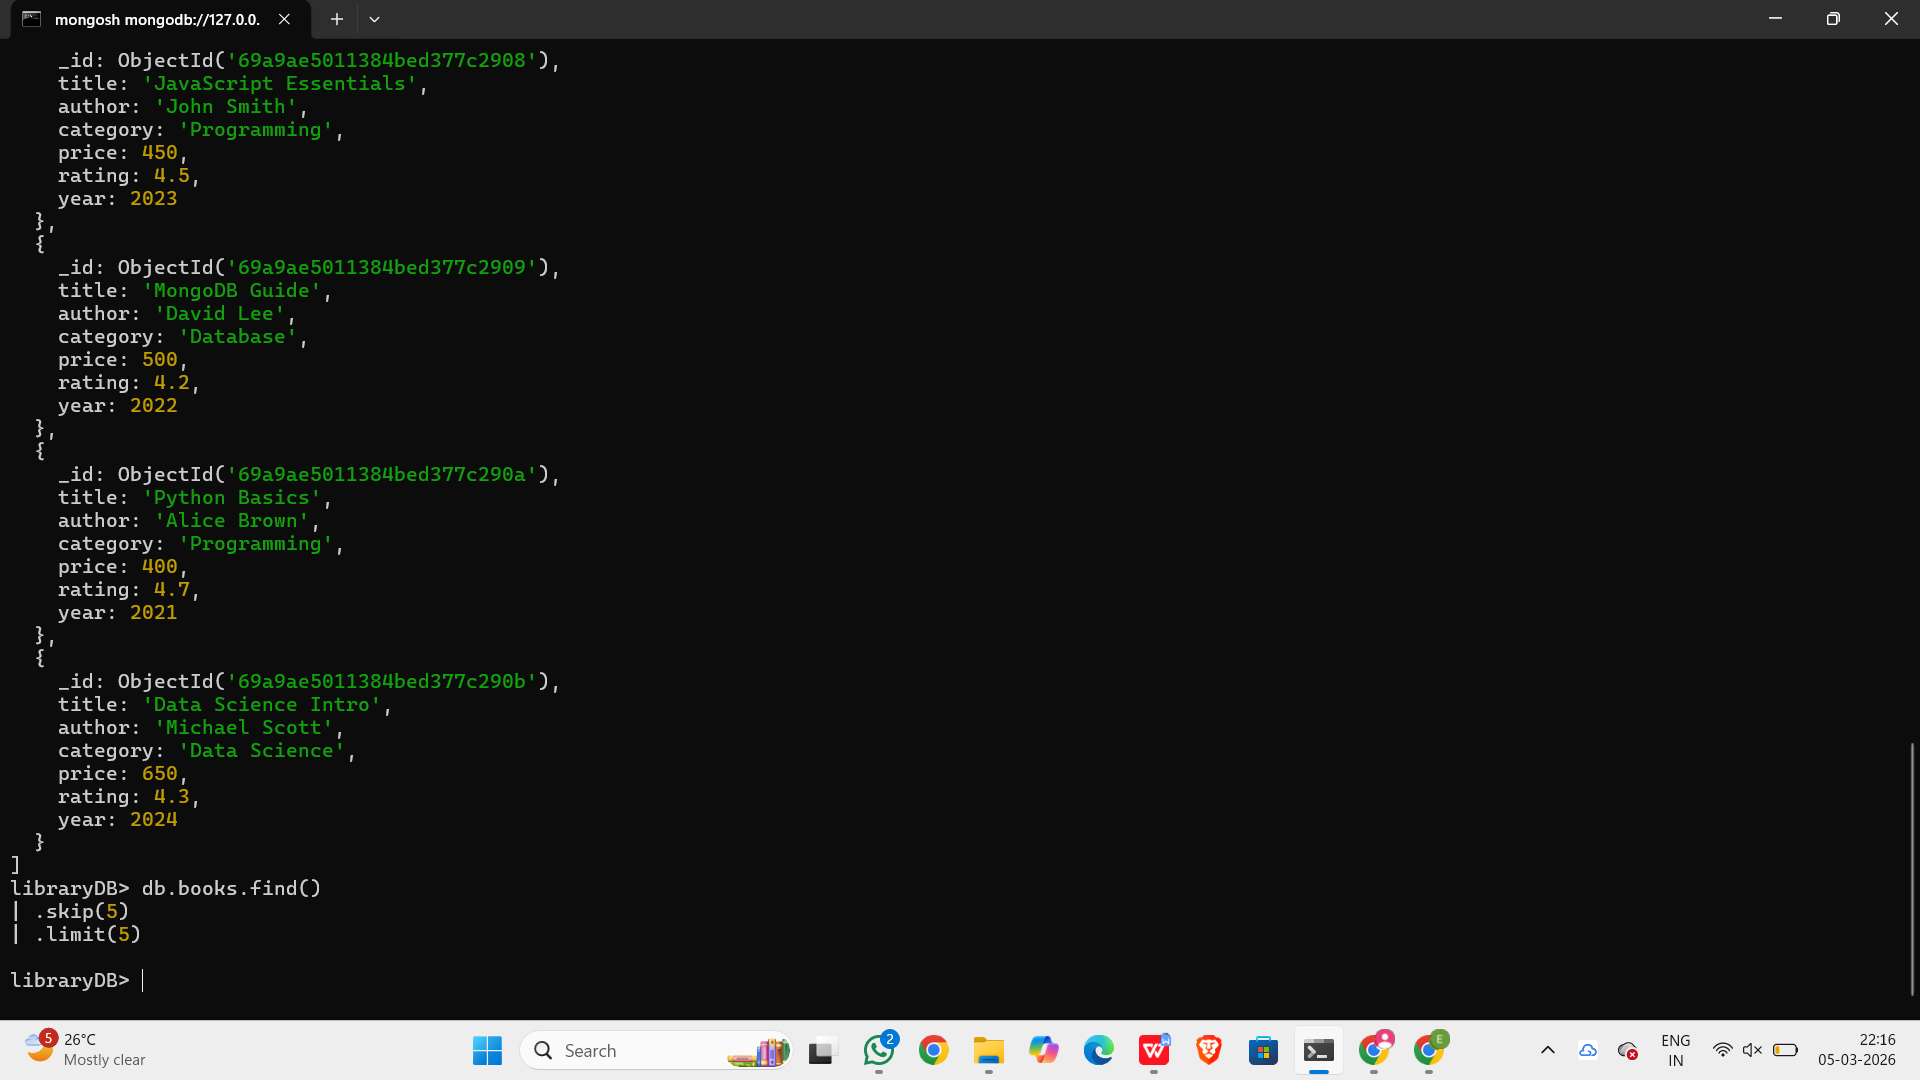 mongosh mongodb://127.0.0.
_id: ObjectId('69a9ae5011384bed377c2908'),
title: 'JavaScript Essentials',
author: 'John Smith',
category: 'Programming',
price: 450,
rating: 4.5,
year: 2023
},
{
_id: ObjectId('69a9ae5011384bed377c2909'),
title: 'MongoDB Guide',
author: 'David Lee',
category: 'Database',
price: 500,
rating: 4.2,
year: 2022
},
{
_id: ObjectId('69a9ae5011384bed377c290a'),
title: 'Python Basics',
author: 'Alice Brown',
category: 'Programming',
price: 400,
rating: 4.7,
year: 2021
},
{
_id: ObjectId('69a9ae5011384bed377c290b'),
title: 'Data Science Intro',
author: 'Michael Scott',
category: 'Data Science',
price: 650,
rating: 4.3,
year: 2024
}
]
libraryDB> db.books.find()
| .skip(5)
| .limit(5)
libraryDB>
5
26°C
Mostly clear
Search
2
W
E
ENG
IN
22:16
05-03-2026